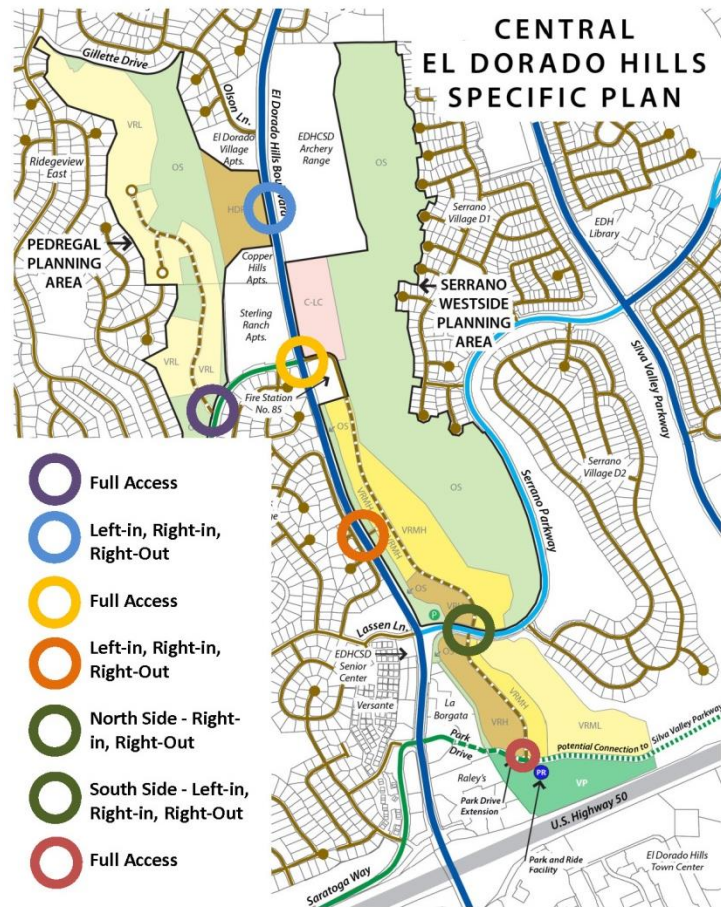 CENTRAL
EL DORADO HILLS
SPECIFIC PLAN
Gillette Drive
Olson Ln.
El Dorado Hills Boulevard
VRL
OS
El Dorado
Village
Apts.
EDHCSD
Archery
Range
OS
Ridgeview
East
Serrano
Village D1
EDH
Library
PEDREGAL
PLANNING
AREA
Copper
Hills
Apts.
SERRANO
WESTSIDE
PLANNING
AREA
C-LC
Sterling
Ranch
Apts.
Silva Valley Parkway
VRL
VRL
Fire Station
No. 85
OS
Serrano
Village D2
OS
Serrano Parkway
VRMH
VRMH
OS
P
Lassen Ln.
EDHCSD
Senior
Center
Versante
La
Borgata
VRMH
VRH
VRML
Park
Drive
Potential Connection to
Silva Valley Parkway
Raley's
PR
VP
Park Drive
Extension
U.S. Highway 50
Park and Ride
Facility
El Dorado Hills
Town Center
Saratoga Way
Full Access
Left-in, Right-in,
Right-Out
Full Access
Left-in, Right-in,
Right-Out
North Side - Right-
in, Right-Out
South Side - Left-in,
Right-in, Right-Out
Full Access